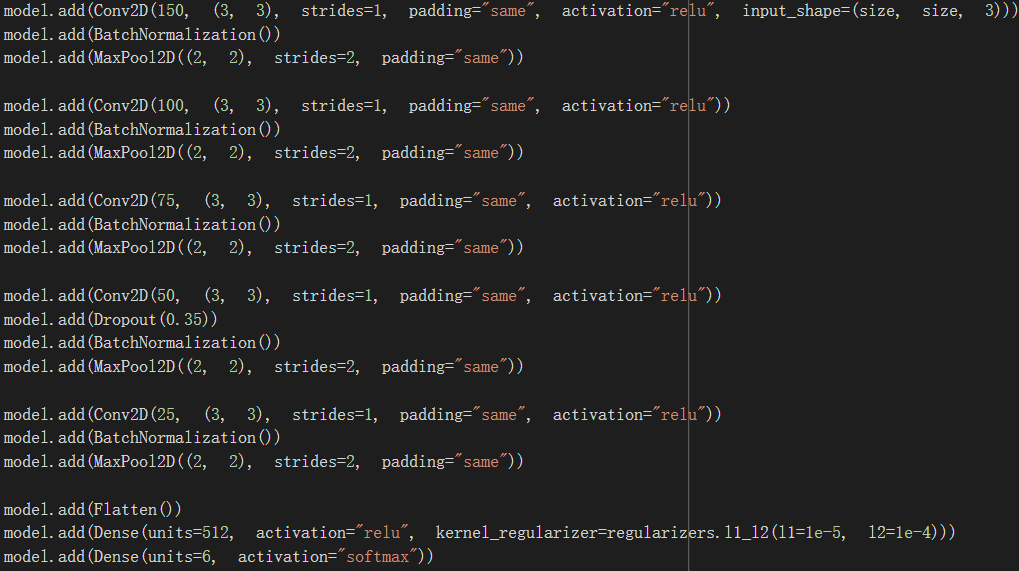 model.add(Conv2D(150, (3, 3), strides=1, padding="same", activation="relu", input_shape=(size, size, 3)))
model.add(BatchNormalization())
model.add(MaxPool2D((2, 2), strides=2, padding="same"))
model.add(Conv2D(100, (3, 3), strides=1, padding="same", activation="relu"))
model.add(BatchNormalization())
model.add(MaxPool2D((2, 2), strides=2, padding="same"))
model.add(Conv2D(75, (3, 3), strides=1, padding="same", activation="relu"))
model.add(BatchNormalization())
model.add(MaxPool2D((2, 2), strides=2, padding="same"))
model.add(Conv2D(50, (3, 3), strides=1, padding="same", activation="relu"))
model.add(Dropout(0.35))
model.add(BatchNormalization())
model.add(MaxPool2D((2, 2), strides=2, padding="same"))
model.add(Conv2D(25, (3, 3), strides=1, padding="same", activation="relu"))
model.add(BatchNormalization())
model.add(MaxPool2D((2, 2), strides=2, padding="same"))
model.add(Flatten())
model.add(Dense(units=512, activation="relu", kernel_regularizer=regularizers.l1_l2(l1=1e-5, l2=1e-4)))
model.add(Dense(units=6, activation="softmax"))